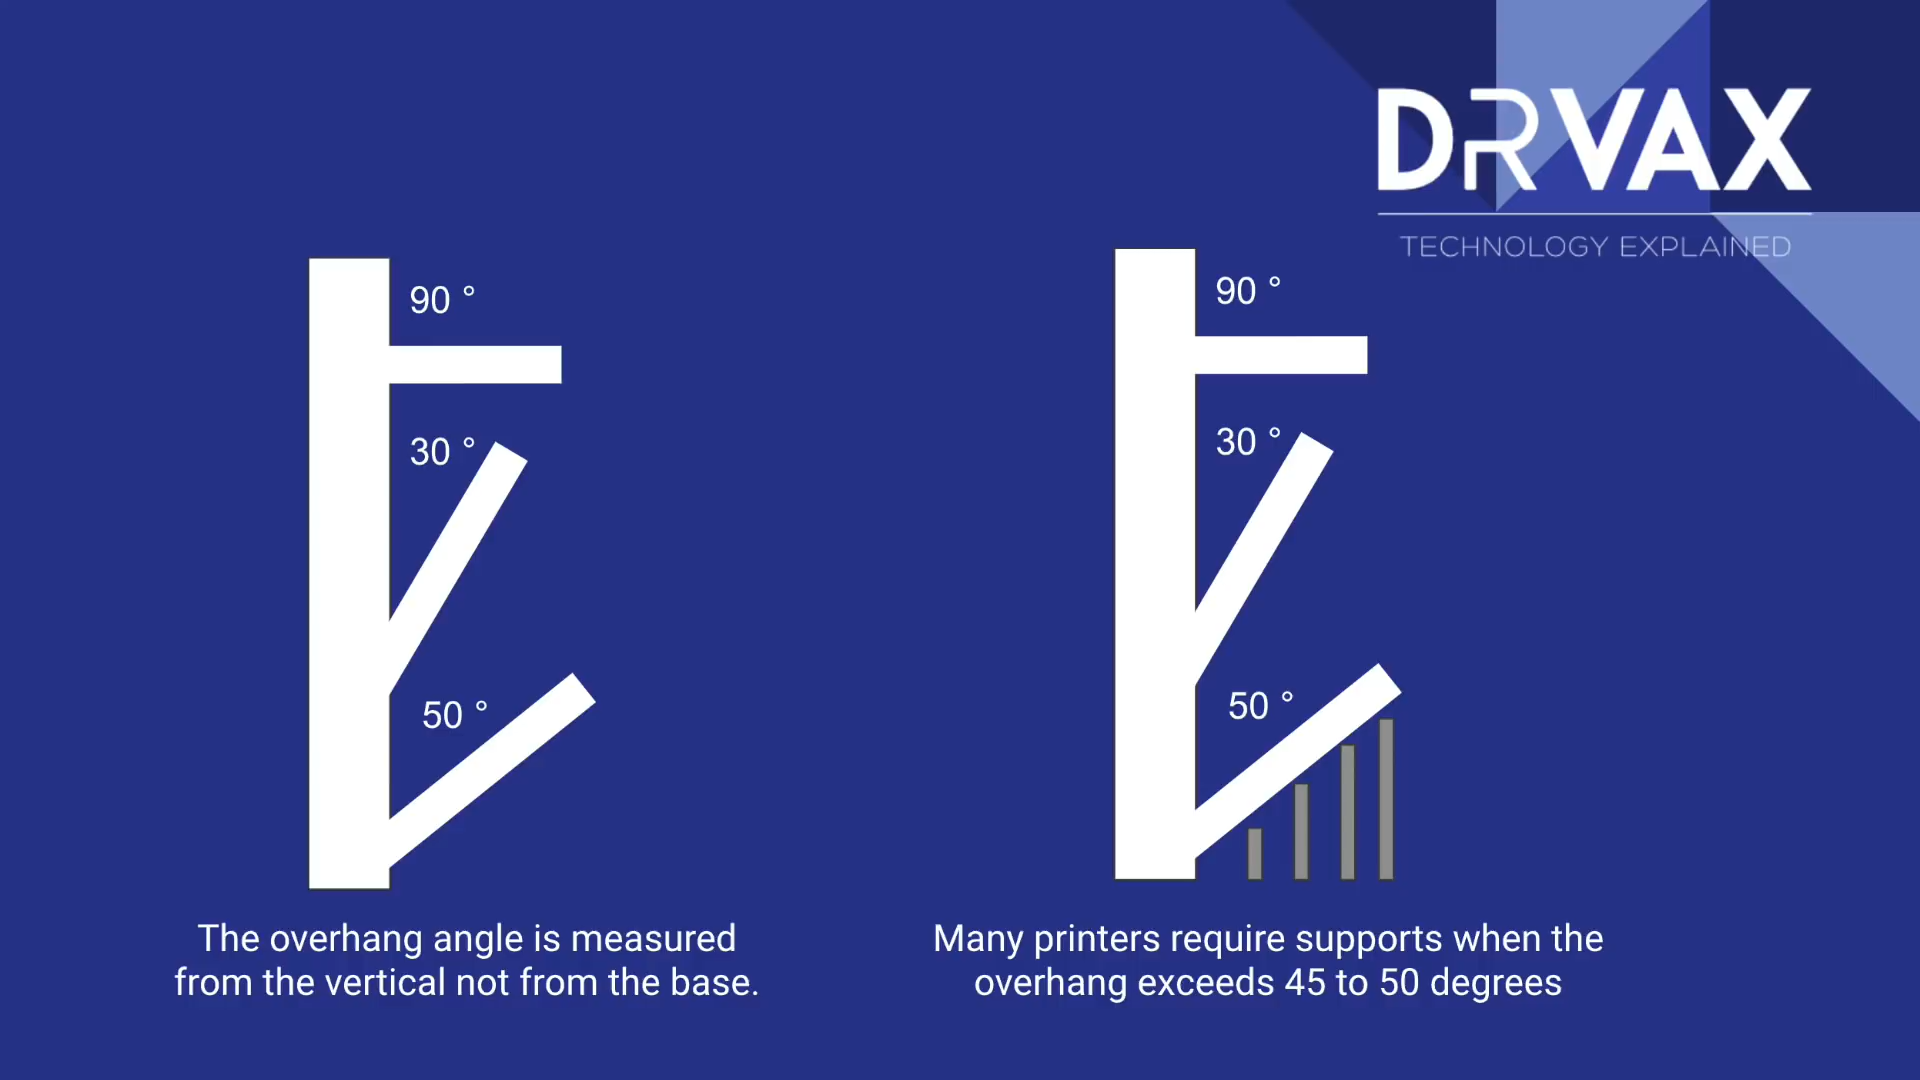 DRVAX
TECHNOLOGY EXPLAINED
90 °
30 °
50 °
The overhang angle is measured
from the vertical not from the base.
90 °
30 °
50 °
Many printers require supports when the
overhang exceeds 45 to 50 degrees